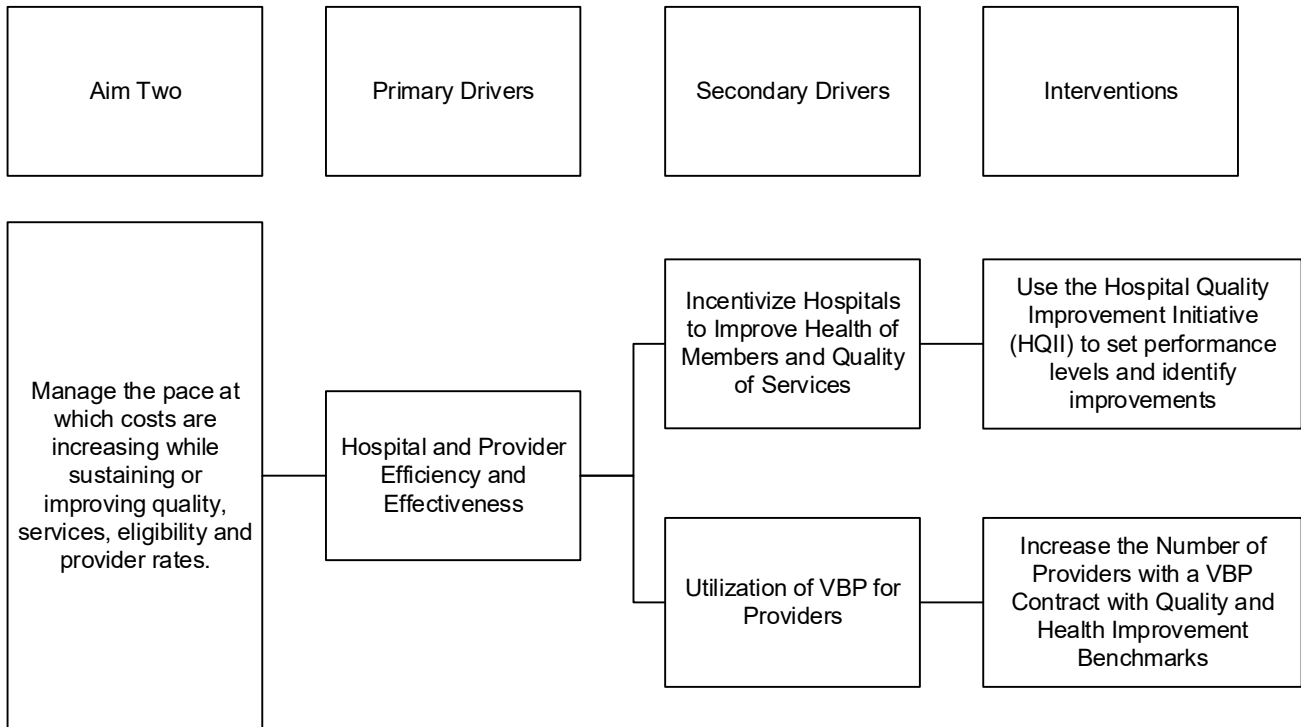 Aim Two
Primary Drivers
Secondary Drivers
Interventions
Manage the pace at
which costs are
increasing while
sustaining or
improving quality,
services, eligibility and
provider rates.
Hospital and Provider
Efficiency and
Effectiveness
Incentivize Hospitals
to Improve Health of
Members and Quality
of Services
Use the Hospital Quality
Improvement Initiative
(HQII) to set performance
levels and identify
improvements
Utilization of VBP for
Providers
Increase the Number of
Providers with a VBP
Contract with Quality and
Health Improvement
Benchmarks